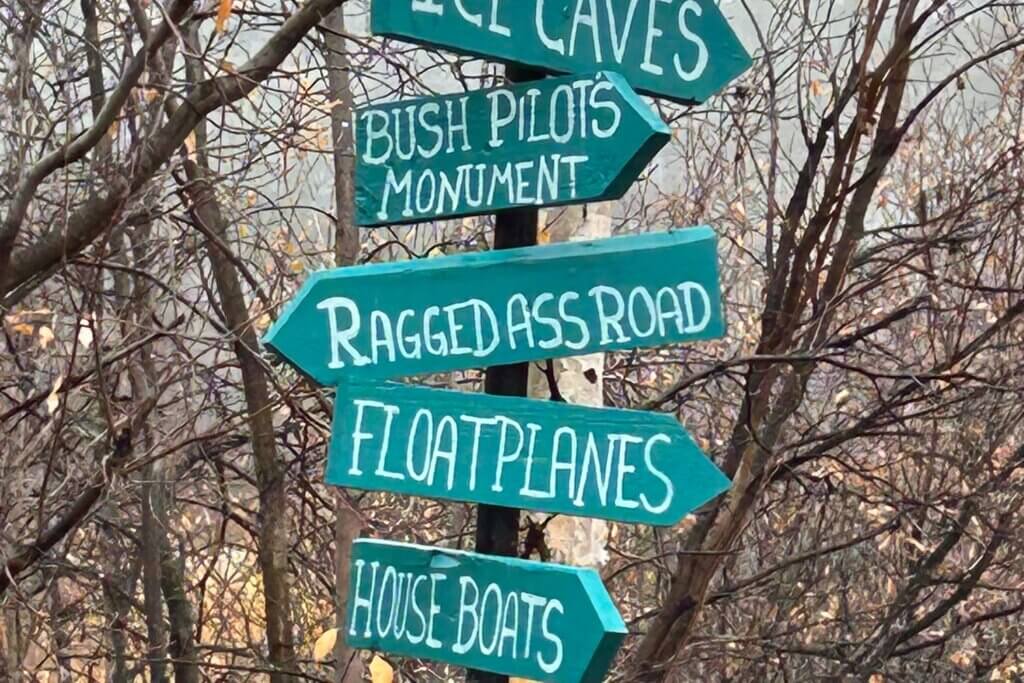 ICE CAVES
BUSH PILOTS
MONUMENT
RAGGED ASS ROAD
FLOATPLANES
HOUSE BOATS